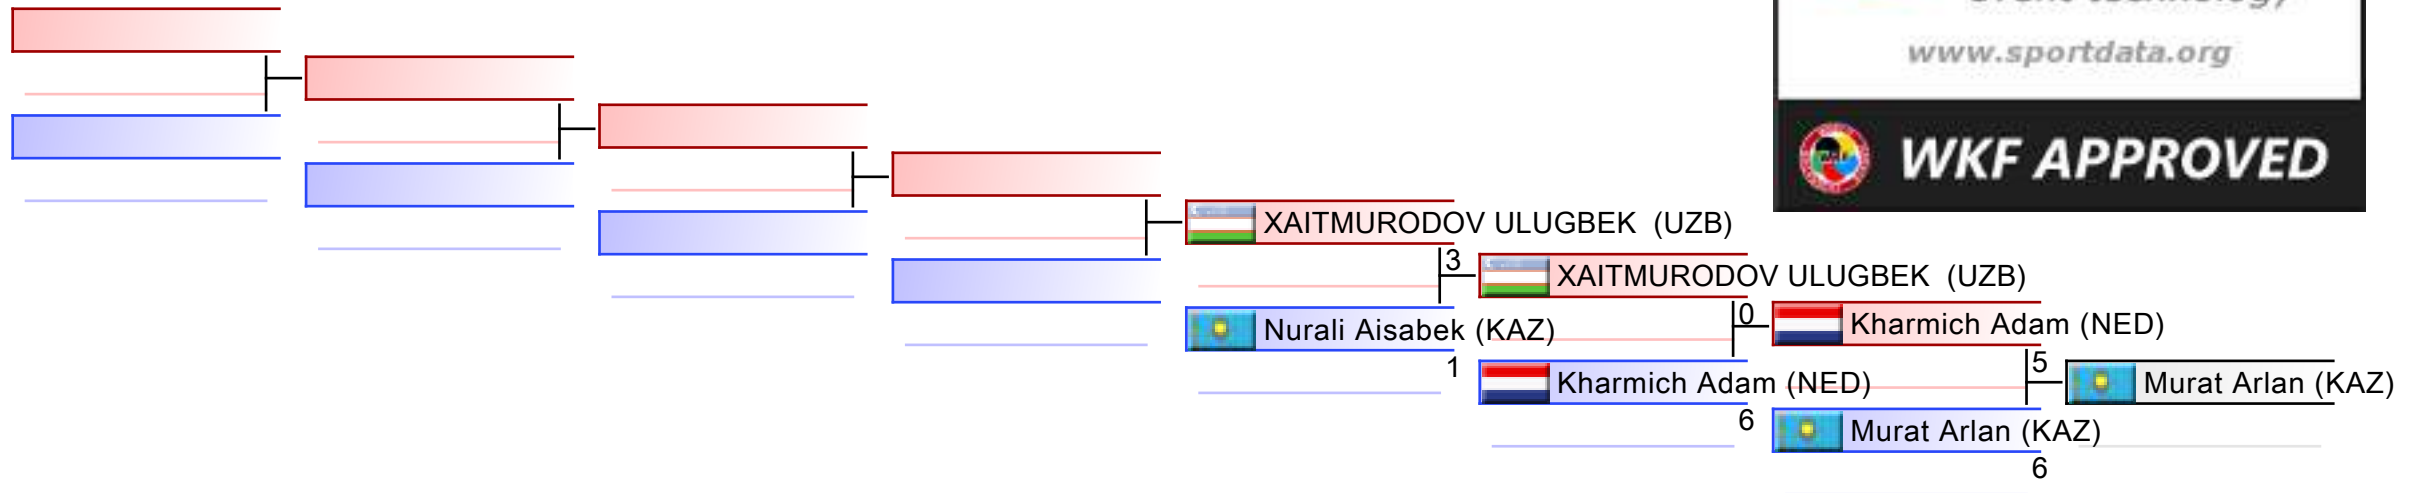 www.sportdata.org
WKF APPROVED
XAITMURODOV ULUGBEK (UZB)
3
XAITMURODOV ULUGBEK (UZB)
Nurali Aisabek (KAZ)
1
0
Kharmich Adam (NED)
Kharmich Adam (NED)
6
5
Murat Arlan (KAZ)
Murat Arlan (KAZ)
6